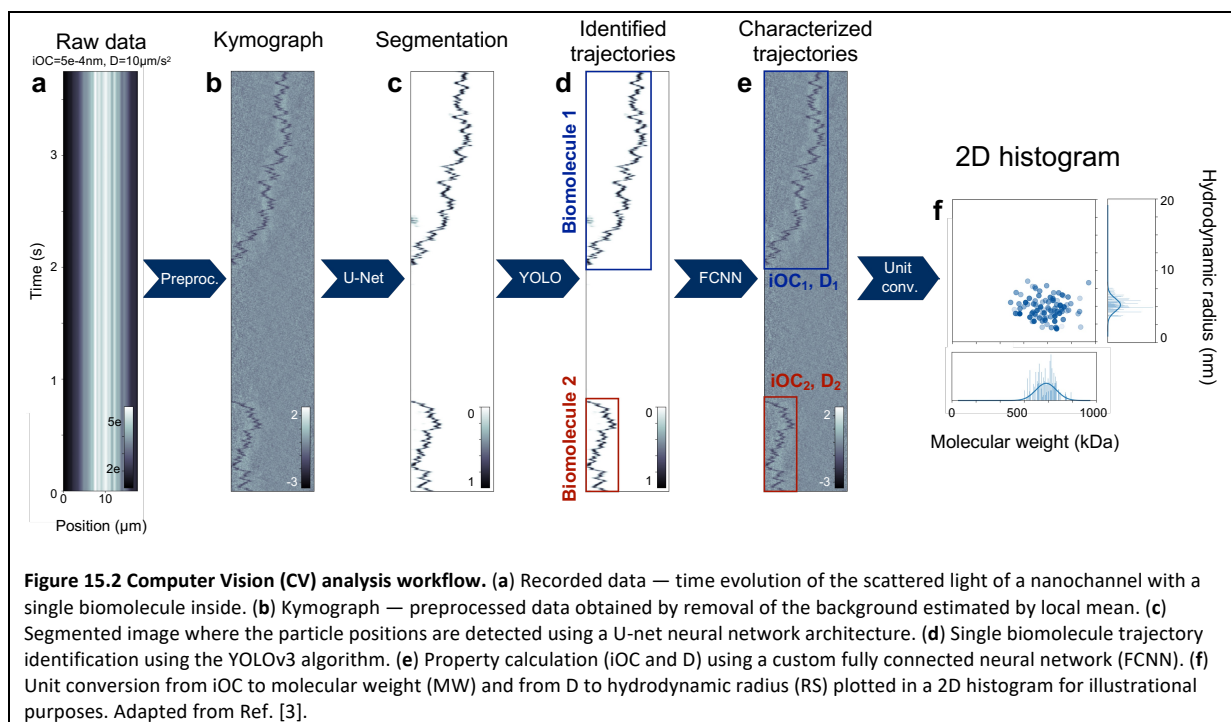 Raw data
iOC=5e-4nm, D=10μm/s²
Kymograph
Segmentation
Identified
trajectories
Characterized
trajectories
a
b
c
d
e
3
2
1
0
Time (s)
0
10
Position (μm)
5e
2e
Preproc.
2
-3
U-Net
0
1
YOLO
Biomolecule 1
Biomolecule 2
0
1
FCNN
iOC₁, D₁
iOC₂, D₂
2
-3
Unit
conv.
2D histogram
f
20
10
0
Hydrodynamic radius (nm)
0
500
1000
Molecular weight (kDa)
Figure 15.2 Computer Vision (CV) analysis workflow. (a) Recorded data — time evolution of the scattered light of a nanochannel with a
single biomolecule inside. (b) Kymograph — preprocessed data obtained by removal of the background estimated by local mean. (c)
Segmented image where the particle positions are detected using a U-net neural network architecture. (d) Single biomolecule trajectory
identification using the YOLOv3 algorithm. (e) Property calculation (iOC and D) using a custom fully connected neural network (FCNN). (f)
Unit conversion from iOC to molecular weight (MW) and from D to hydrodynamic radius (RS) plotted in a 2D histogram for illustrational
purposes. Adapted from Ref. [3].